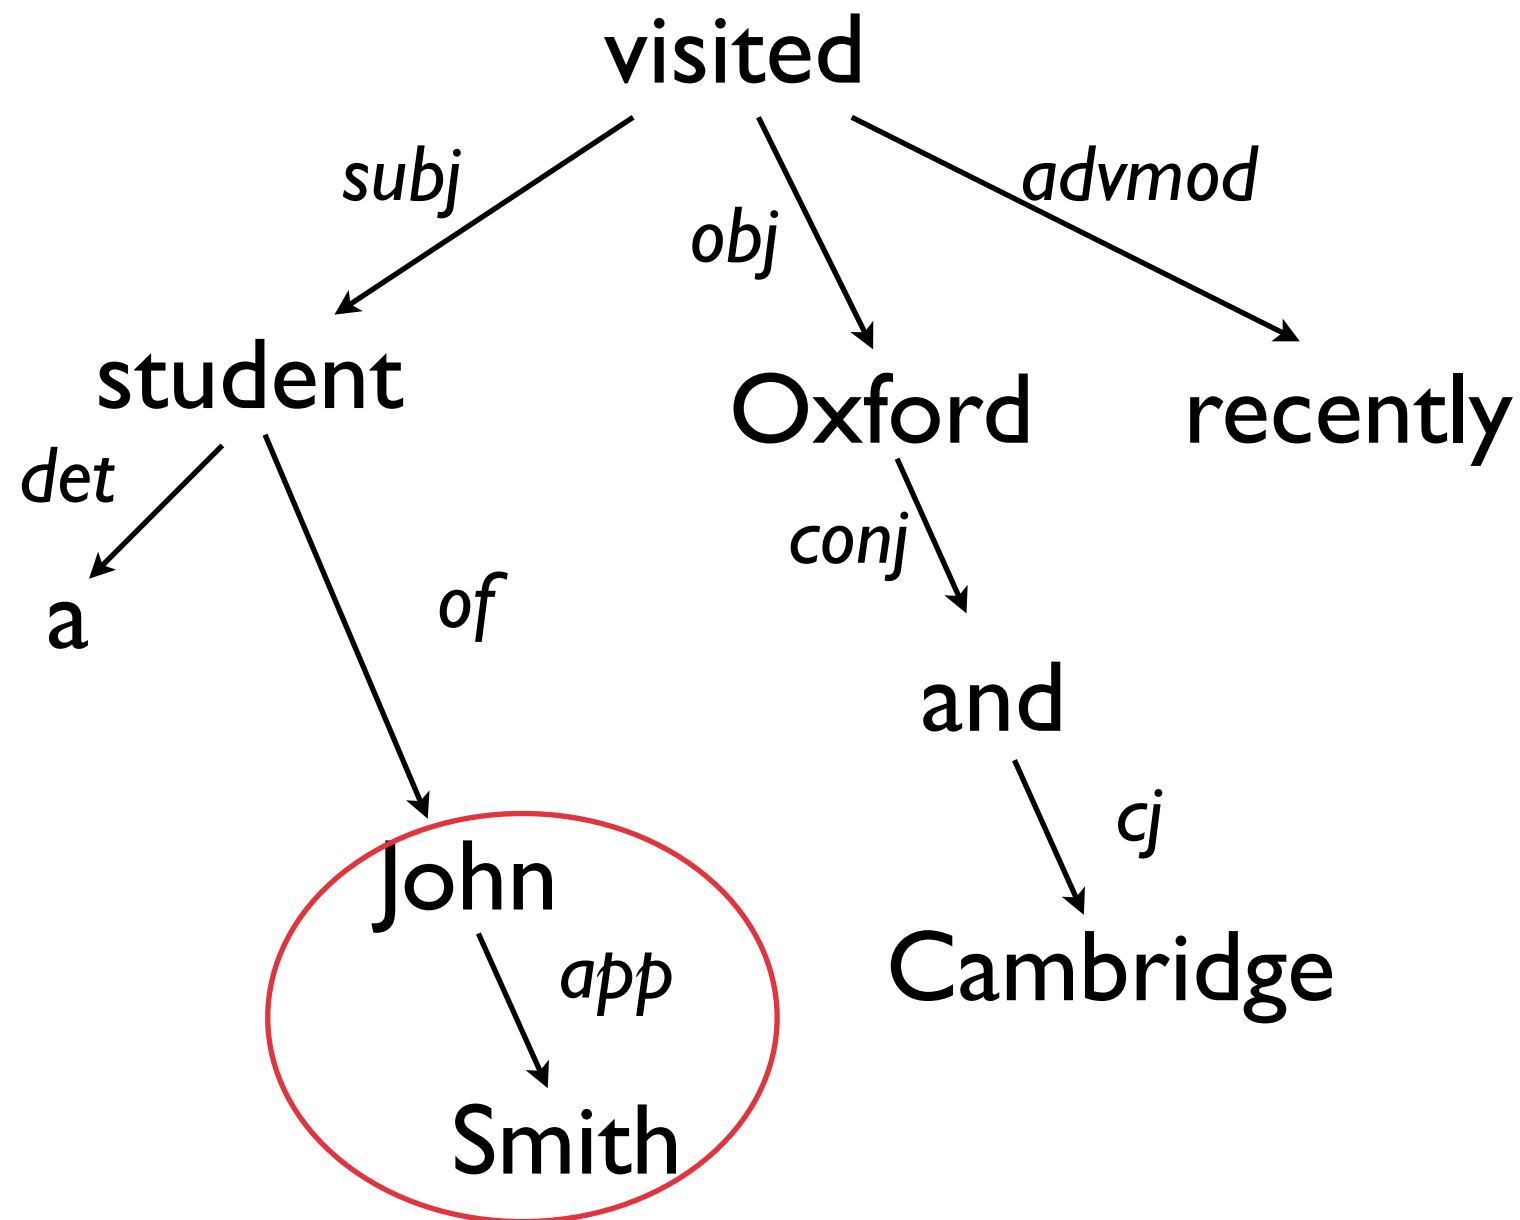 visited
subj
obj
advmod
student
Oxford
recently
det
conj
a
of
and
John
cj
app
Cambridge
Smith